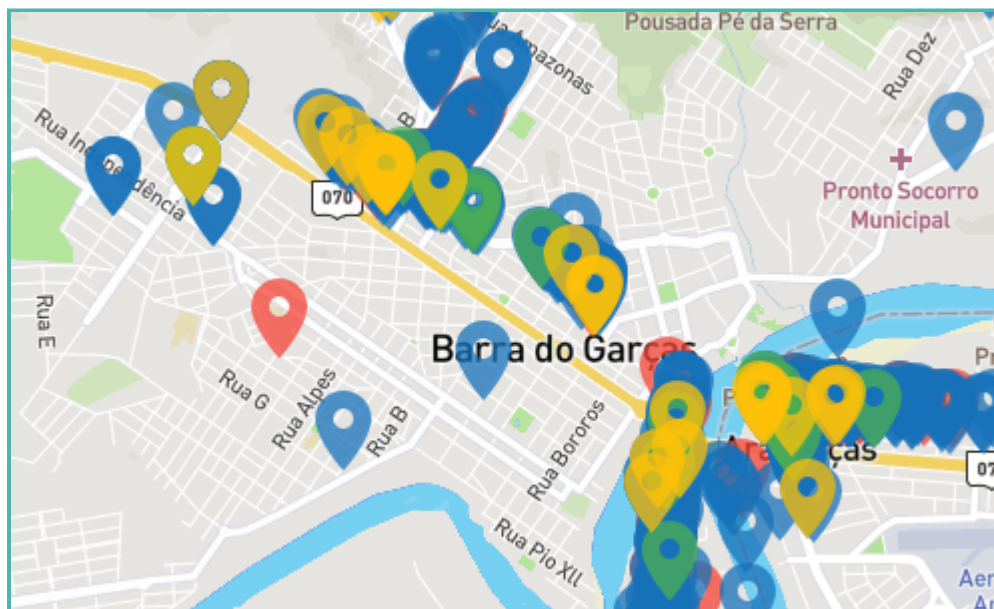 Pousada Pé da Serra
Rua Amazonas
Rua Dez
Rua Independência
070
Pronto Socorro
Municipal
Rua E
Barra do Garças
Rua G
Rua Alpes
Rua B
Rua Bororos
Rua Pio XII